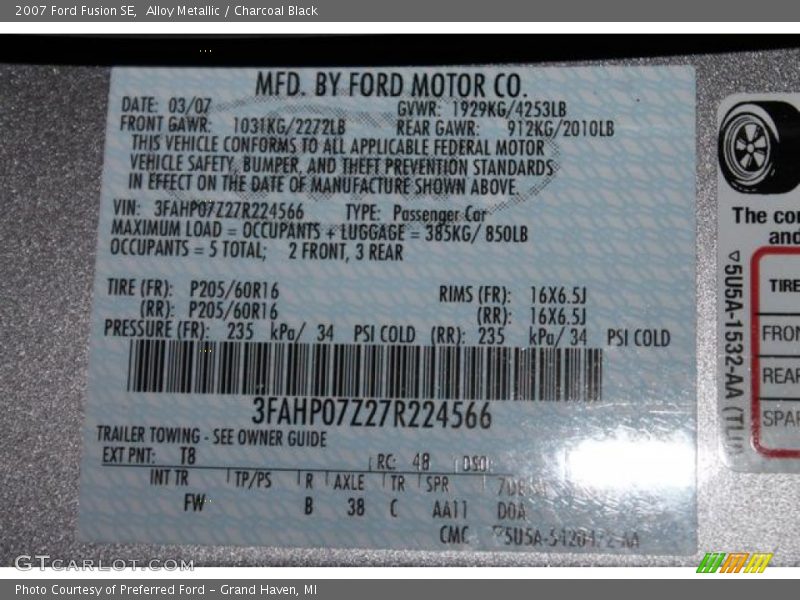 2007 Ford Fusion SE,  Alloy Metallic / Charcoal Black
MFD. BY FORD MOTOR CO.
DATE: 03/07 GVWR: 1929KG/4253LB
FRONT GAWR: 1031KG/2272LB REAR GAWR: 912KG/2010LB
THIS VEHICLE CONFORMS TO ALL APPLICABLE FEDERAL MOTOR
VEHICLE SAFETY, BUMPER, AND THEFT PREVENTION STANDARDS
IN EFFECT ON THE DATE OF MANUFACTURE SHOWN ABOVE.
VIN: 3FAHP07Z27R224566 TYPE: Passenger Car
MAXIMUM LOAD = OCCUPANTS + LUGGAGE = 385KG/ 850LB
OCCUPANTS = 5 TOTAL; 2 FRONT, 3 REAR
TIRE (FR): P205/60R16 RIMS (FR): 16X6.5J
(RR): P205/60R16 (RR): 16X6.5J
PRESSURE (FR): 235 kPa/ 34 PSI COLD (RR): 235 kPa/ 34 PSI COLD
3FAHP07Z27R224566
TRAILER TOWING - SEE OWNER GUIDE
EXT PNT: T8 RC: 48 DSO:
INT TR TP/PS R AXLE TR SPR
FW B 38 C AA11 D0A
CMC
The
and
TIRE
REAR
5U5A-1532-AA
GTCARLOT.COM
Photo Courtesy of Preferred Ford - Grand Haven, MI